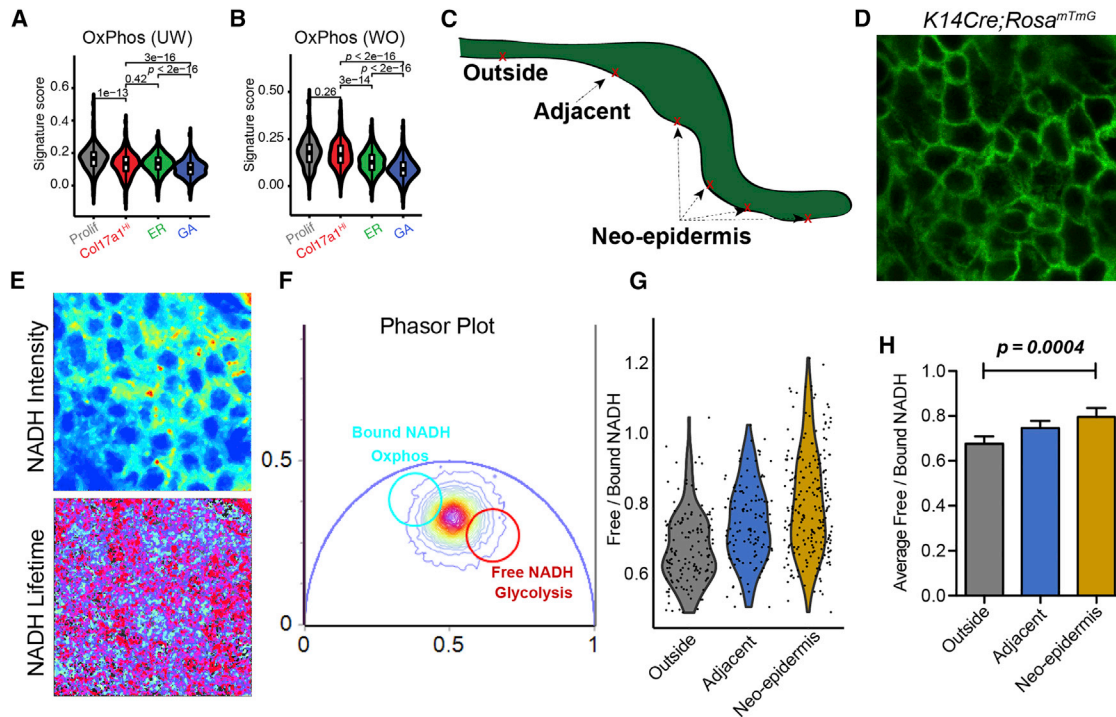 A
OxPhos (UW)
3e−16
p < 2e−16
0.42
1e−13
Signature score
0.6
0.4
0.2
0.0
Prolif
Col17a1Hi
ER
GA
B
OxPhos (WO)
p < 2e−16
p < 2e−16
3e−14
0.26
Signature score
0.50
0.25
0.00
Prolif
Col17a1Hi
ER
GA
C
x
Outside
x
Adjacent
x
x
x
x
Neo-epidermis
D
K14Cre;RosamTmG
E
NADH Intensity
NADH Lifetime
F
Phasor Plot
Bound NADH
Oxphos
0.5
Free NADH
Glycolysis
0
0
0.5
1
G
Free / Bound NADH
1.2
1.0
0.8
0.6
Outside
Adjacent
Neo-epidermis
H
p = 0.0004
Average Free / Bound NADH
1.0
0.8
0.6
0.4
0.2
0.0
Outside
Adjacent
Neo-epidermis